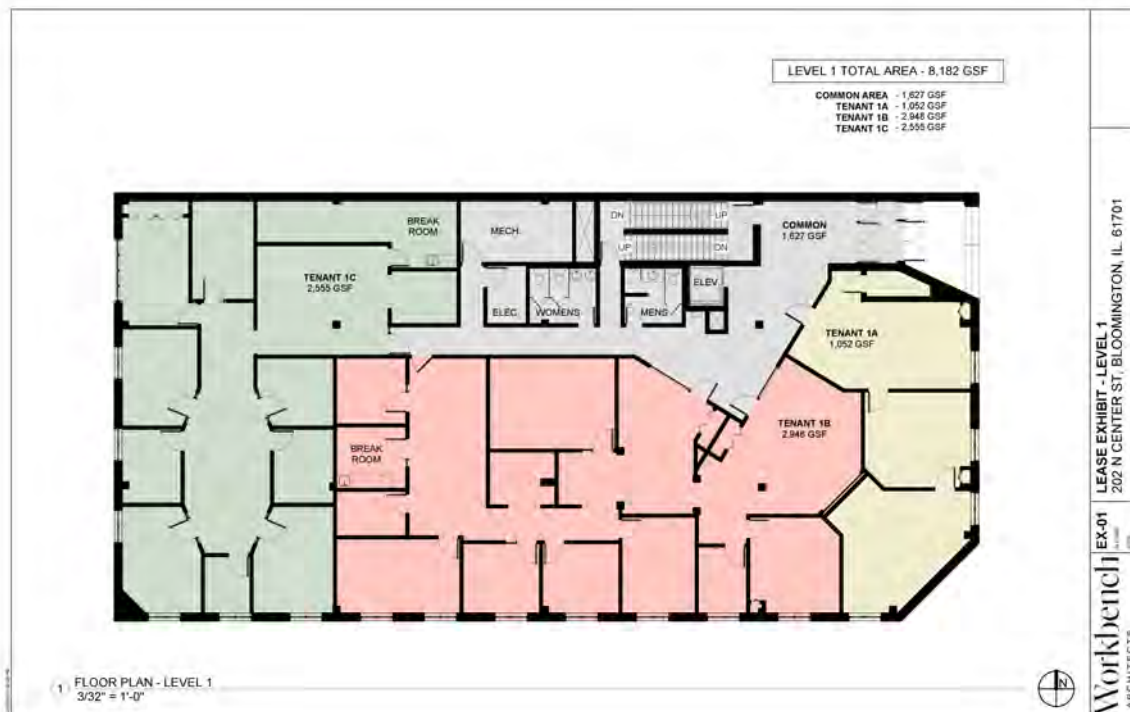 LEVEL 1 TOTAL AREA - 8,182 GSF
COMMON AREA - 1,627 GSF
TENANT 1A - 1,052 GSF
TENANT 1B - 2,948 GSF
TENANT 1C - 2,555 GSF
BREAK
ROOM
MECH.
DN
UP
UP
DN
COMMON
1,627 GSF
TENANT 1C
2,555 GSF
ELEC.
WOMENS
MENS
ELEV
TENANT 1A
1,052 GSF
TENANT 1B
2,948 GSF
BREAK
ROOM
1
FLOOR PLAN - LEVEL 1
3/32" = 1'-0"
N
LEASE EXHIBIT - LEVEL 1
202 N CENTER ST, BLOOMINGTON, IL 61701
EX-01
Workbench
ARCHITECTS